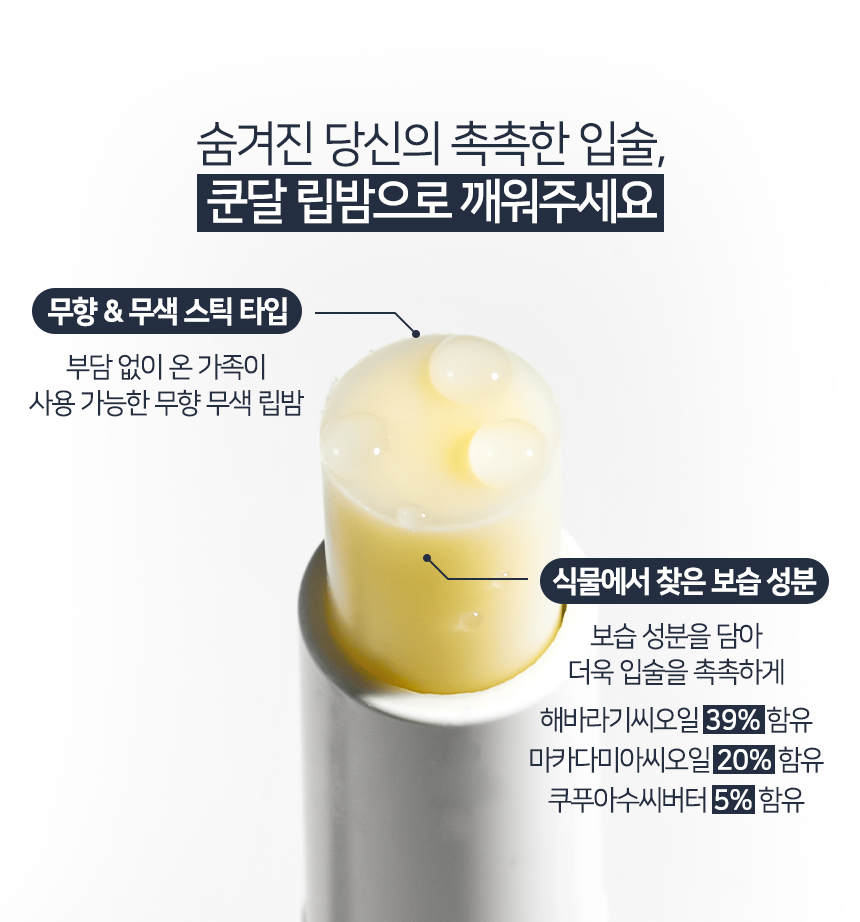 숨겨진 당신의 촉촉한 입술,
쿤달 립밤으로 깨워주세요
무향 & 무색 스틱 타입
부담 없이 온 가족이
사용 가능한 무향 무색 립밤
식물에서 찾은 보습 성분
보습 성분을 담아
더욱 입술을 촉촉하게
해바라기씨오일 39% 함유
마카다미아씨오일 20% 함유
쿠푸아수씨버터 5% 함유